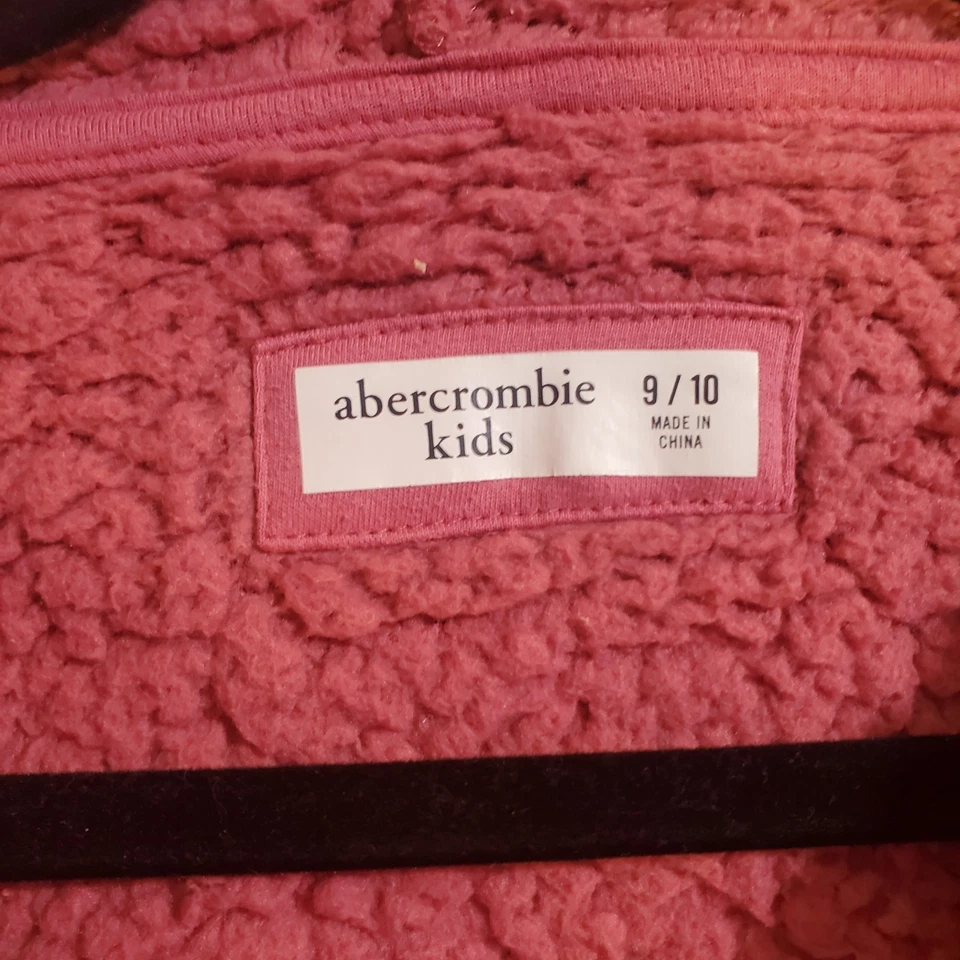 abercrombie
kids
9 / 10
MADE IN
CHINA